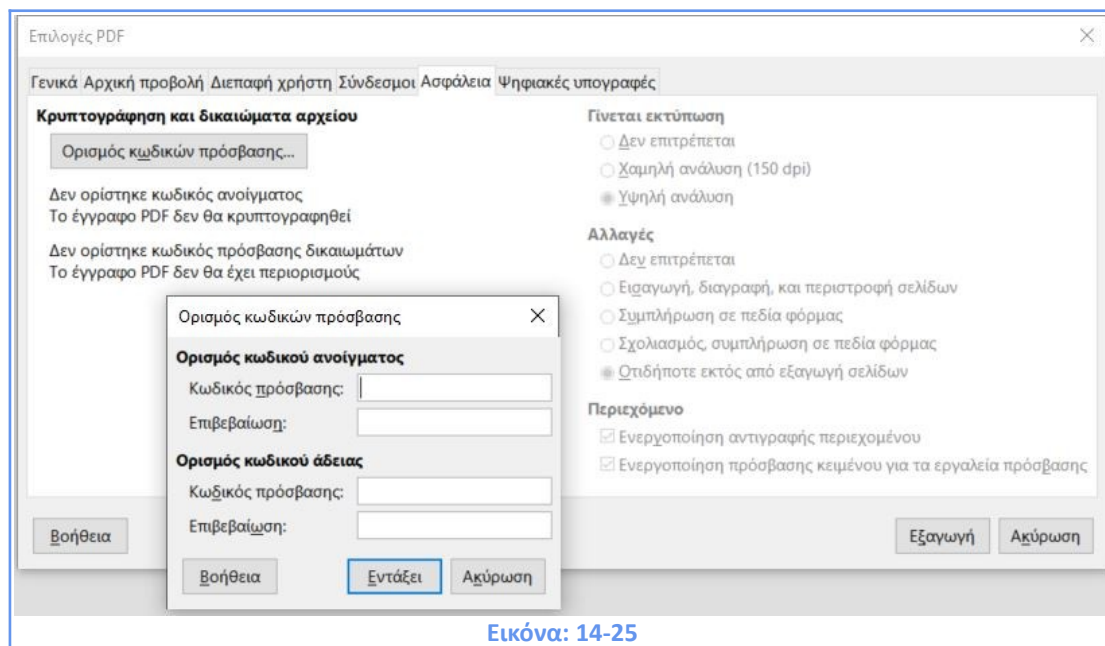 Επιλογές PDF
Γενικά Αρχική προβολή Διεπαφή χρήστη Σύνδεσμοι Ασφάλεια Ψηφιακές υπογραφές
Κρυπτογράφηση και δικαιώματα αρχείου
Ορισμός κωδικών πρόσβασης...
Δεν ορίστηκε κωδικός ανοίγματος
Το έγγραφο PDF δεν θα κρυπτογραφηθεί
Δεν ορίστηκε κωδικός πρόσβασης δικαιωμάτων
Το έγγραφο PDF δεν θα έχει περιορισμούς
Γίνεται εκτύπωση
Δεν επιτρέπεται
Χαμηλή ανάλυση (150 dpi)
Υψηλή ανάλυση
Αλλαγές
Δεν επιτρέπεται
Εισαγωγή, διαγραφή, και περιστροφή σελίδων
Συμπλήρωση σε πεδία φόρμας
Σχολιασμός, συμπλήρωση σε πεδία φόρμας
Οτιδήποτε εκτός από εξαγωγή σελίδων
Περιεχόμενο
Ενεργοποίηση αντιγραφής περιεχομένου
Ενεργοποίηση πρόσβασης κειμένου για τα εργαλεία πρόσβασης
Ορισμός κωδικών πρόσβασης
Ορισμός κωδικού ανοίγματος
Κωδικός πρόσβασης:
Επιβεβαίωση:
Ορισμός κωδικού άδειας
Κωδικός πρόσβασης:
Επιβεβαίωση:
Βοήθεια Εντάξει Ακύρωση
Βοήθεια Εξαγωγή Ακύρωση
Εικόνα: 14-25